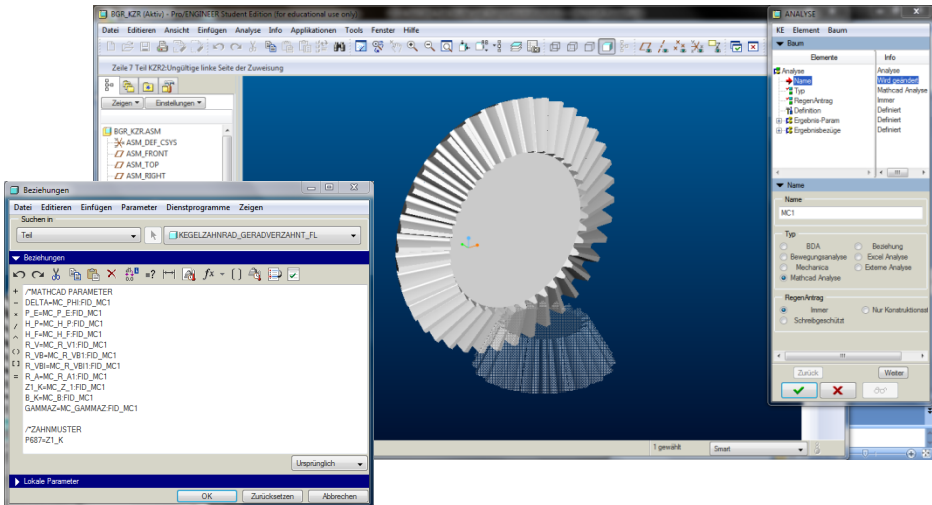 BGR_KZR (Aktiv) - Pro/ENGINEER Student Edition (for educational use only)
Datei Editieren Ansicht Einfügen Analyse Info Applikationen Tools Fenster Hilfe
Zeile 7 Teil KZR2:Ungültige linke Seite der Zuweisung
Zeigen Einstellungen
BGR_KZR.ASM
ASM_DEF_CSYS
ASM_FRONT
ASM_TOP
ASM_RIGHT
1 gewählt Smart
Beziehungen
Datei Editieren Einfügen Parameter Dienstprogramme Zeigen
Suchen in
Teil KEGELZAHNRAD_GERADVERZAHNT_FL
Beziehungen
/*MATHCAD PARAMETER
DELTA=MC_PHI:FID_MC1
P_E=MC_P_E:FID_MC1
H_P=MC_H_P:FID_MC1
H_F=MC_H_F:FID_MC1
R_V=MC_R_V1:FID_MC1
R_VB=MC_R_VB1:FID_MC1
R_VBI=MC_R_VBI1:FID_MC1
R_A=MC_R_A1:FID_MC1
Z1_K=MC_Z_1:FID_MC1
B_K=MC_B:FID_MC1
GAMMAZ=MC_GAMMAZ:FID_MC1
/*ZAHNMUSTER
P687=Z1_K
Ursprünglich
Lokale Parameter
OK Zurücksetzen Abbrechen
ANALYSE
KE Element Baum
Baum
Elemente Info
Analyse Analyse
Name Wird geändert
Typ Mathcad Analyse
RegenAntrag Immer
Definition Definiert
Ergebnis-Param Definiert
Ergebnisbezüge Definiert
Name
Name
MC1
Typ
BDA Beziehung
Bewegungsanalyse Excel Analyse
Mechanica Externe Analyse
Mathcad Analyse
RegenAntrag
Immer Nur Konstruktionsst
Schreibgeschützt
Zurück Weiter